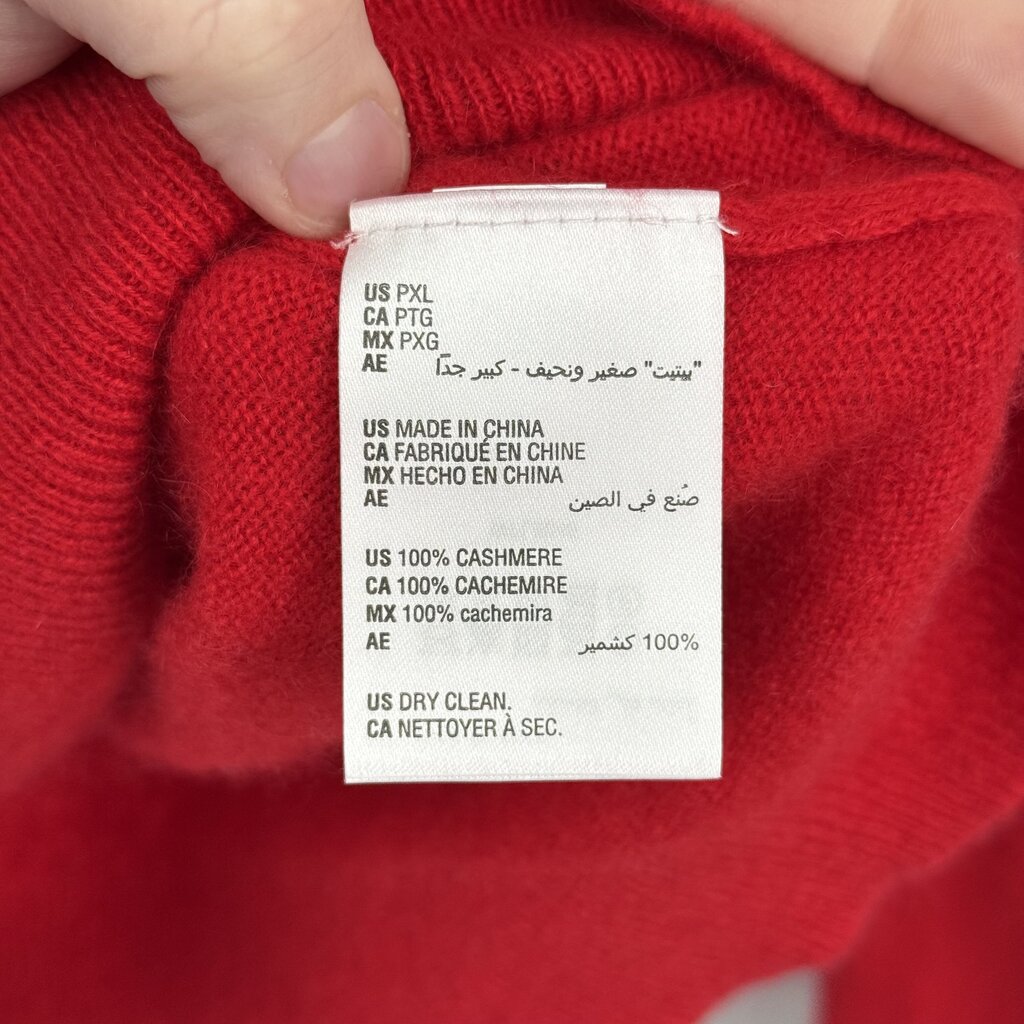 US PXL
CA PTG
MX PXG
AE "بيتيت" صغير ونحيف - كبير جدًا
US MADE IN CHINA
CA FABRIQUÉ EN CHINE
MX HECHO EN CHINA
AE صُنع في الصين
US 100% CASHMERE
CA 100% CACHEMIRE
MX 100% cachemira
AE 100% كشمير
US DRY CLEAN.
CA NETTOYER À SEC.